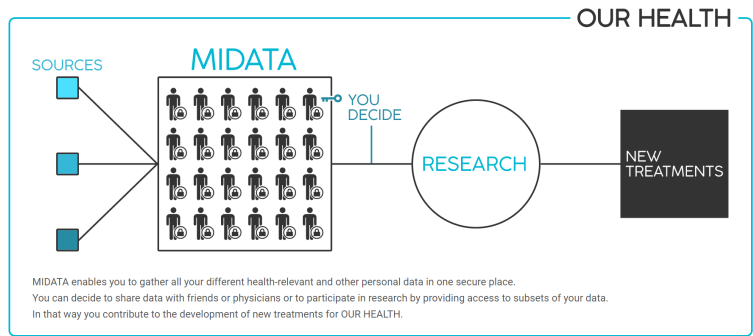 OUR HEALTH
MIDATA
SOURCES
YOU
DECIDE
RESEARCH
NEW
TREATMENTS
MIDATA enables you to gather all your different health-relevant and other personal data in one secure place.
You can decide to share data with friends or physicians or to participate in research by providing access to subsets of your data.
In that way you contribute to the development of new treatments for OUR HEALTH.